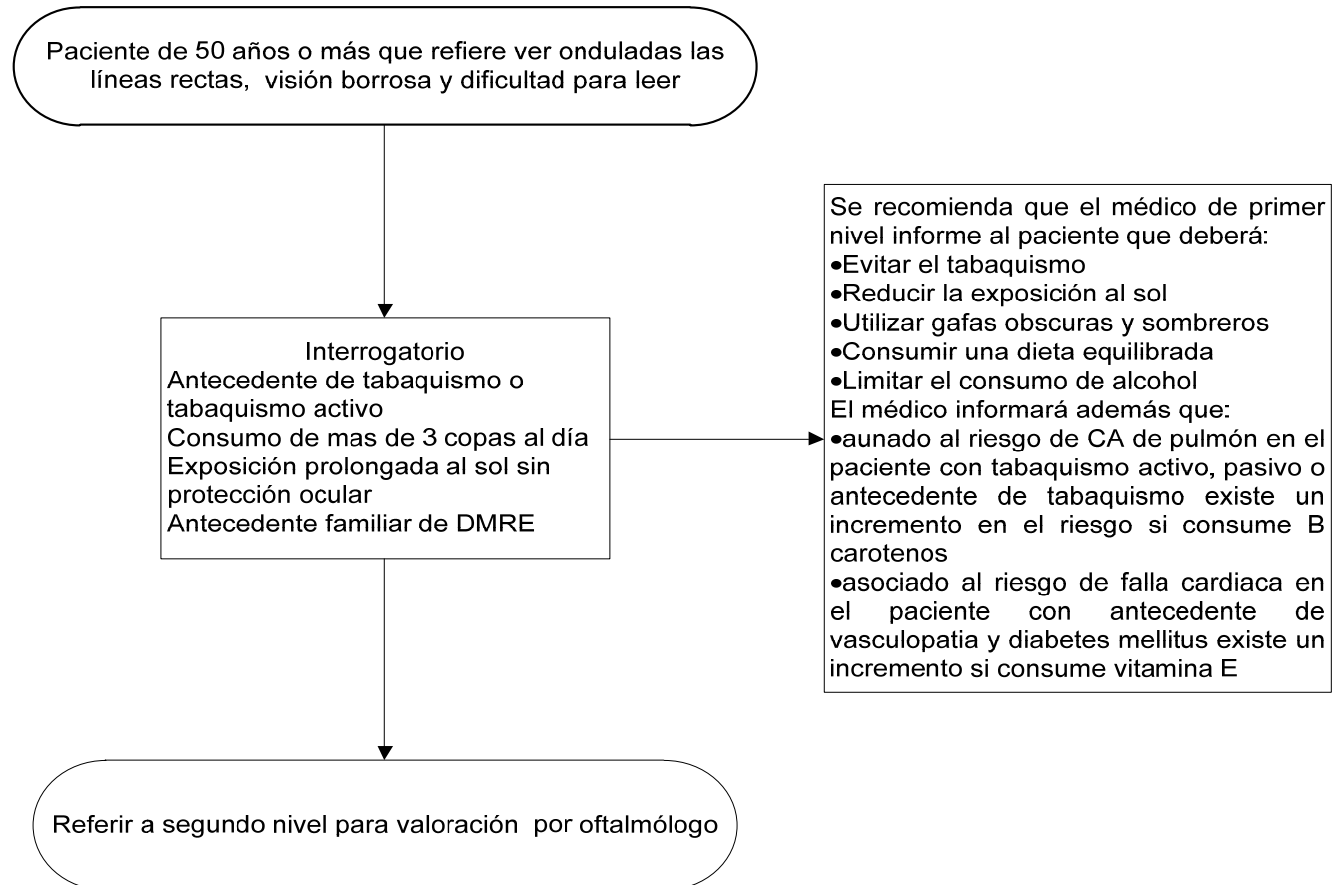 Paciente de 50 años o más que refiere ver onduladas las
líneas rectas, visión borrosa y dificultad para leer
Interrogatorio
Antecedente de tabaquismo o
tabaquismo activo
Consumo de mas de 3 copas al día
Exposición prolongada al sol sin
protección ocular
Antecedente familiar de DMRE
Se recomienda que el médico de primer
nivel informe al paciente que deberá:
•Evitar el tabaquismo
•Reducir la exposición al sol
•Utilizar gafas obscuras y sombreros
•Consumir una dieta equilibrada
•Limitar el consumo de alcohol
El médico informará además que:
•aunado al riesgo de CA de pulmón en el
paciente con tabaquismo activo, pasivo o
antecedente de tabaquismo existe un
incremento en el riesgo si consume B
carotenos
•asociado al riesgo de falla cardiaca en
el paciente con antecedente de
vasculopatia y diabetes mellitus existe un
incremento si consume vitamina E
Referir a segundo nivel para valoración por oftalmólogo